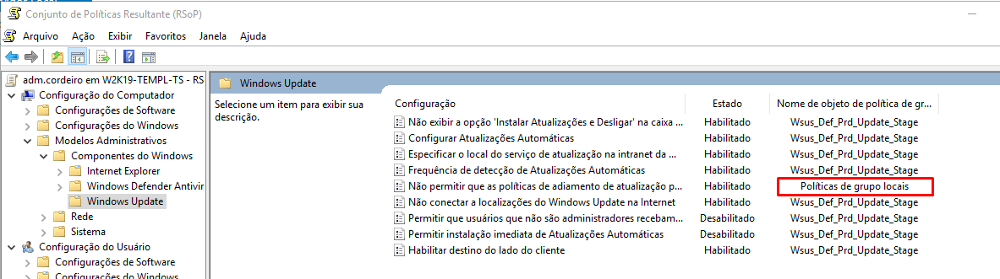 Conjunto de Políticas Resultante (RSoP)
Arquivo Ação Exibir Favoritos Janela Ajuda
adm.cordeiro em W2K19-TEMPL-TS - RS
Configuração do Computador
Configurações de Software
Configurações do Windows
Modelos Administrativos
Componentes do Windows
Internet Explorer
Windows Defender Antivir
Windows Update
Rede
Sistema
Configuração do Usuário
Configurações de Software
Configurações do Windows
Windows Update
Selecione um item para exibir sua
descrição.
Configuração Estado Nome de objeto de política de gr...
Não exibir a opção 'Instalar Atualizações e Desligar' na caixa ... Habilitado Wsus_Def_Prd_Update_Stage
Configurar Atualizações Automáticas Habilitado Wsus_Def_Prd_Update_Stage
Especificar o local do serviço de atualização na intranet da ... Habilitado Wsus_Def_Prd_Update_Stage
Frequência de detecção de Atualizações Automáticas Habilitado Wsus_Def_Prd_Update_Stage
Não permitir que as políticas de adiamento de atualização p... Habilitado Políticas de grupo locais
Não conectar a localizações do Windows Update na Internet Habilitado Wsus_Def_Prd_Update_Stage
Permitir que usuários que não são administradores recebam... Desabilitado Wsus_Def_Prd_Update_Stage
Permitir instalação imediata de Atualizações Automáticas Desabilitado Wsus_Def_Prd_Update_Stage
Habilitar destino do lado do cliente Habilitado Wsus_Def_Prd_Update_Stage